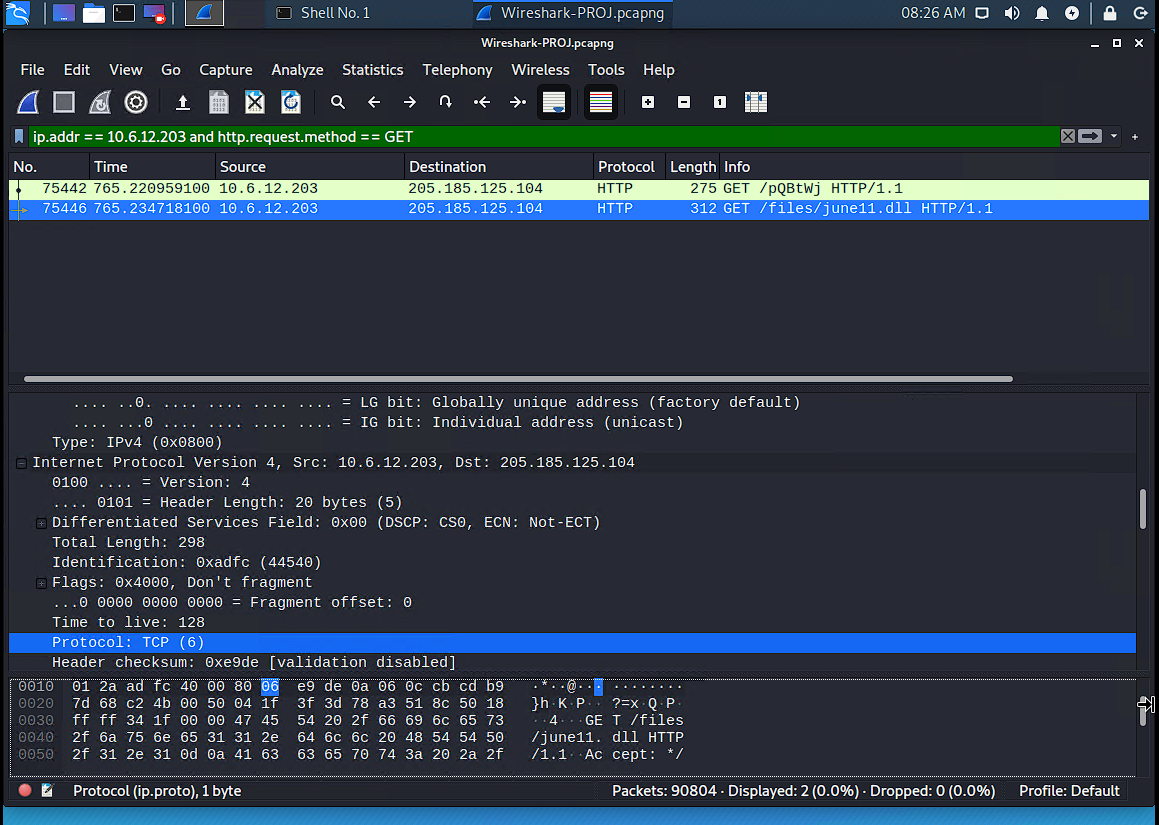 Shell No. 1 Wireshark-PROJ.pcapng 08:26 AM
Wireshark-PROJ.pcapng
File Edit View Go Capture Analyze Statistics Telephony Wireless Tools Help
ip.addr == 10.6.12.203 and http.request.method == GET
No. Time Source Destination Protocol Length Info
75442 765.220959100 10.6.12.203 205.185.125.104 HTTP 275 GET /pQBtWj HTTP/1.1
75446 765.234718100 10.6.12.203 205.185.125.104 HTTP 312 GET /files/june11.dll HTTP/1.1
.... ..0. .... .... .... .... = LG bit: Globally unique address (factory default)
.... ...0 .... .... .... .... = IG bit: Individual address (unicast)
Type: IPv4 (0x0800)
Internet Protocol Version 4, Src: 10.6.12.203, Dst: 205.185.125.104
0100 .... = Version: 4
.... 0101 = Header Length: 20 bytes (5)
Differentiated Services Field: 0x00 (DSCP: CS0, ECN: Not-ECT)
Total Length: 298
Identification: 0xadfc (44540)
Flags: 0x4000, Don't fragment
...0 0000 0000 0000 = Fragment offset: 0
Time to live: 128
Protocol: TCP (6)
Header checksum: 0xe9de [validation disabled]
0010 01 2a ad fc 40 00 80 06 e9 de 0a 06 0c cb cd b9 ·*··@··· ········
0020 7d 68 c2 4b 00 50 04 1f 3f 3d 78 a3 51 8c 50 18 }h·K·P·· ?=x·Q·P·
0030 ff ff 34 1f 00 00 47 45 54 20 2f 66 69 6c 65 73 ··4···GE T /files
0040 2f 6a 75 6e 65 31 31 2e 64 6c 6c 20 48 54 54 50 /june11. dll HTTP
0050 2f 31 2e 31 0d 0a 41 63 63 65 70 74 3a 20 2a 2f /1.1··Ac cept: */
Protocol (ip.proto), 1 byte Packets: 90804 · Displayed: 2 (0.0%) · Dropped: 0 (0.0%) Profile: Default